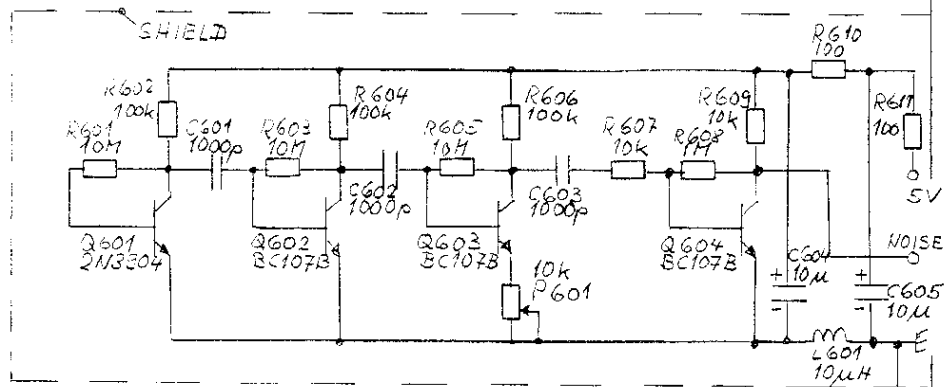 SHIELD
R610
100
R602
100k
R604
100k
R606
100k
R609
10k
R611
100
R601
10M
C601
1000p
R603
10M
R605
10M
R607
10k
R608
1M
C602
1000p
C603
1000p
5V
Q601
2N3904
Q602
BC107B
Q603
BC107B
Q604
BC107B
NOISE
10k
P601
C604
10µ
+
-
+
-
C605
10µ
L601
10µH
E